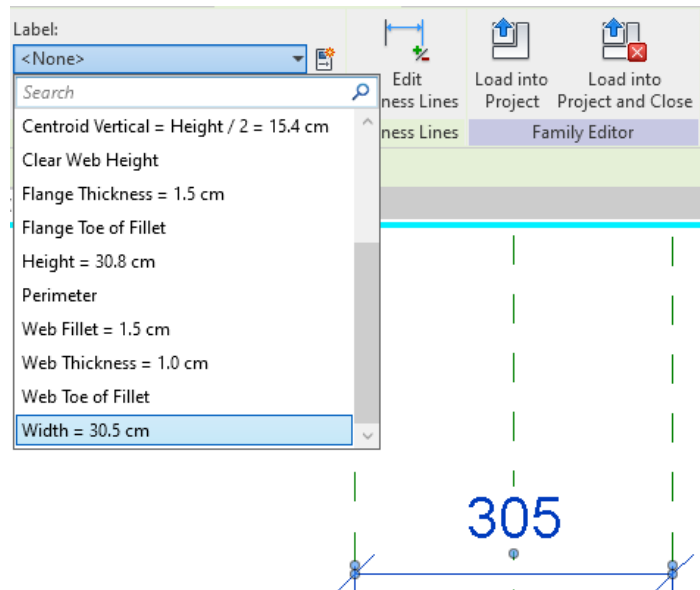 Label:
<None>
Search
Centroid Vertical = Height / 2 = 15.4 cm
Clear Web Height
Flange Thickness = 1.5 cm
Flange Toe of Fillet
Height = 30.8 cm
Perimeter
Web Fillet = 1.5 cm
Web Thickness = 1.0 cm
Web Toe of Fillet
Width = 30.5 cm
Edit
ness Lines
ness Lines
Load into
Project
Load into
Project and Close
Family Editor
305